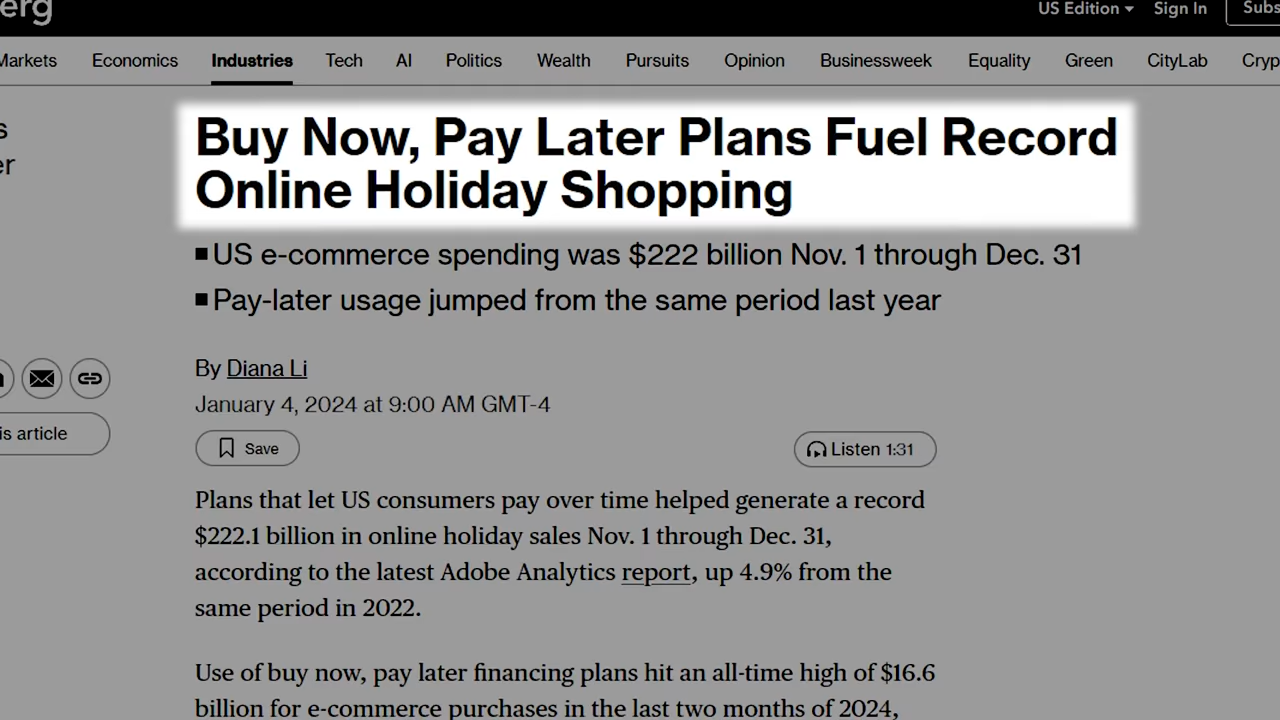 erg
US Edition
Sign In
Subs
Markets
Economics
Industries
Tech
AI
Politics
Wealth
Pursuits
Opinion
Businessweek
Equality
Green
CityLab
Cryp
s
er
Buy Now, Pay Later Plans Fuel Record
Online Holiday Shopping
US e-commerce spending was $222 billion Nov. 1 through Dec. 31
Pay-later usage jumped from the same period last year
By Diana Li
January 4, 2024 at 9:00 AM GMT-4
is article
Save
Listen 1:31
Plans that let US consumers pay over time helped generate a record
$222.1 billion in online holiday sales Nov. 1 through Dec. 31,
according to the latest Adobe Analytics report, up 4.9% from the
same period in 2022.
Use of buy now, pay later financing plans hit an all-time high of $16.6
billion for e-commerce purchases in the last two months of 2024,